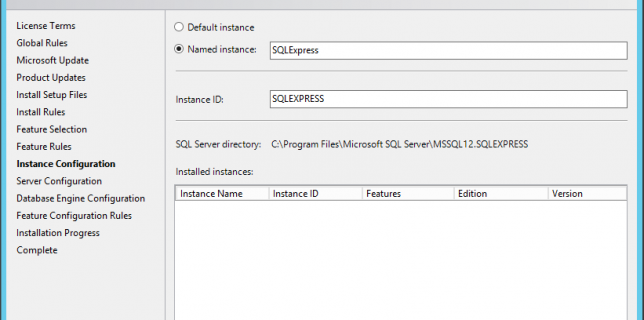 License Terms
Global Rules
Microsoft Update
Product Updates
Install Setup Files
Install Rules
Feature Selection
Feature Rules
Instance Configuration
Server Configuration
Database Engine Configuration
Feature Configuration Rules
Installation Progress
Complete
Default instance
Named instance: SQLExpress
Instance ID: SQLEXPRESS
SQL Server directory: C:\Program Files\Microsoft SQL Server\MSSQL12.SQLEXPRESS
Installed instances:
Instance Name Instance ID Features Edition Version